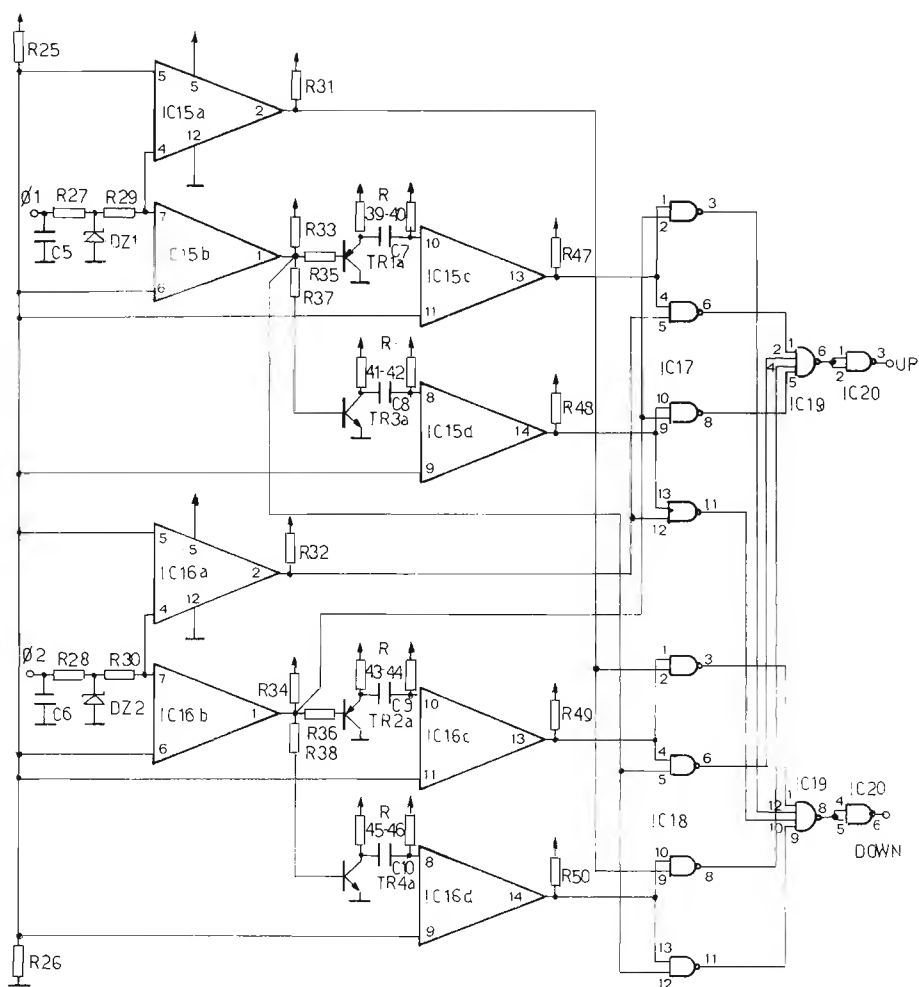 R25
5
5
IC15a
2
R31
12
4
Ø1
R27
R29
C5
DZ1
7
IC15b
1
6
R33
R35
R37
R
39-40
C7
TR1a
10
IC15c
13
11
R47
R
41-42
C8
TR3a
8
IC15d
14
9
R48
1
2
3
4
5
6
IC17
10
9
8
13
12
11
1
2
4
5
6
IC19
1
2
3
IC20
UP
5
5
IC16a
2
R32
12
4
Ø2
R28
R30
C6
DZ2
7
IC16b
1
6
R34
R36
R38
R
43-44
C9
TR2a
10
IC16c
13
11
R49
R
45-46
C10
TR4a
8
IC16d
14
9
R50
1
2
3
4
5
6
IC18
10
9
8
13
12
11
IC19
1
12
10
9
8
IC20
4
5
6
DOWN
R26